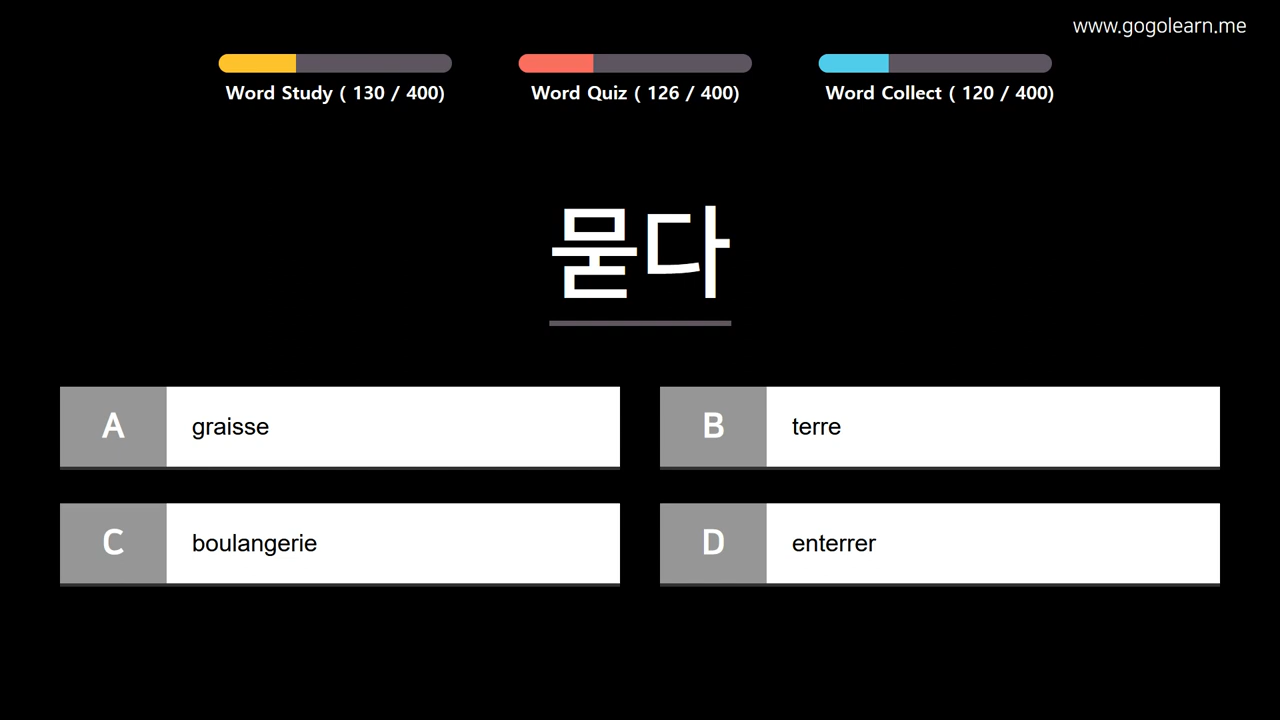 www.gogolearn.me
Word Study ( 130 / 400)
Word Quiz ( 126 / 400)
Word Collect ( 120 / 400)
묻다
A graisse
B terre
C boulangerie
D enterrer